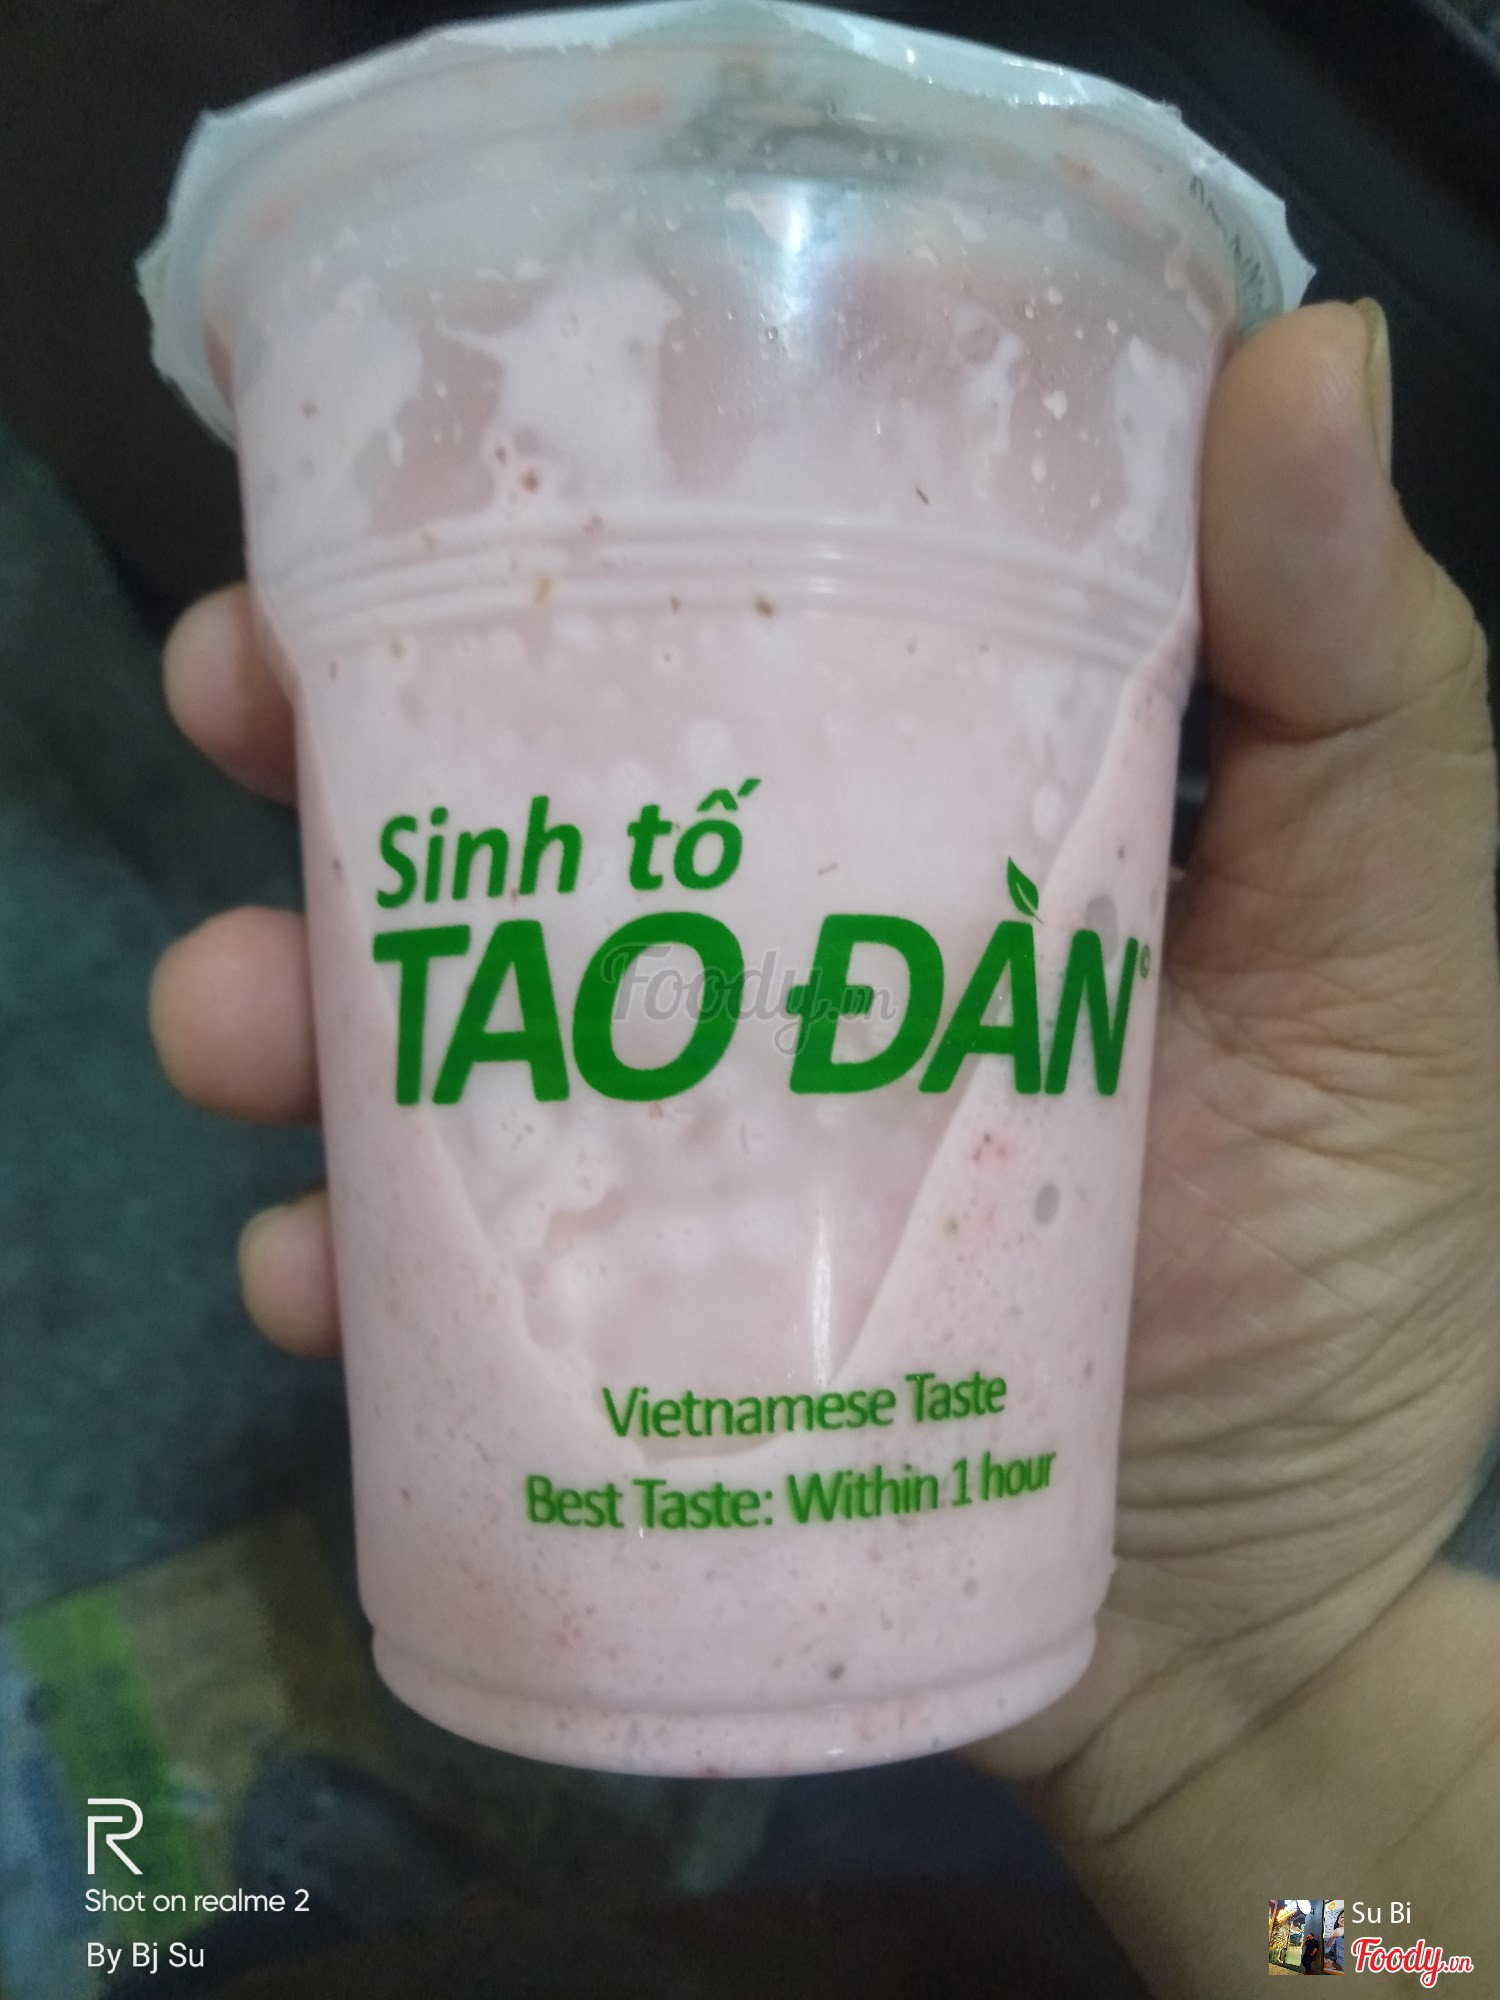 Sinh tố
TAO ĐÀN
©
Foody.vn
Vietnamese Taste
Best Taste: Within 1 hour
R
Shot on realme 2
By Bj Su
Su Bi
Foody.vn